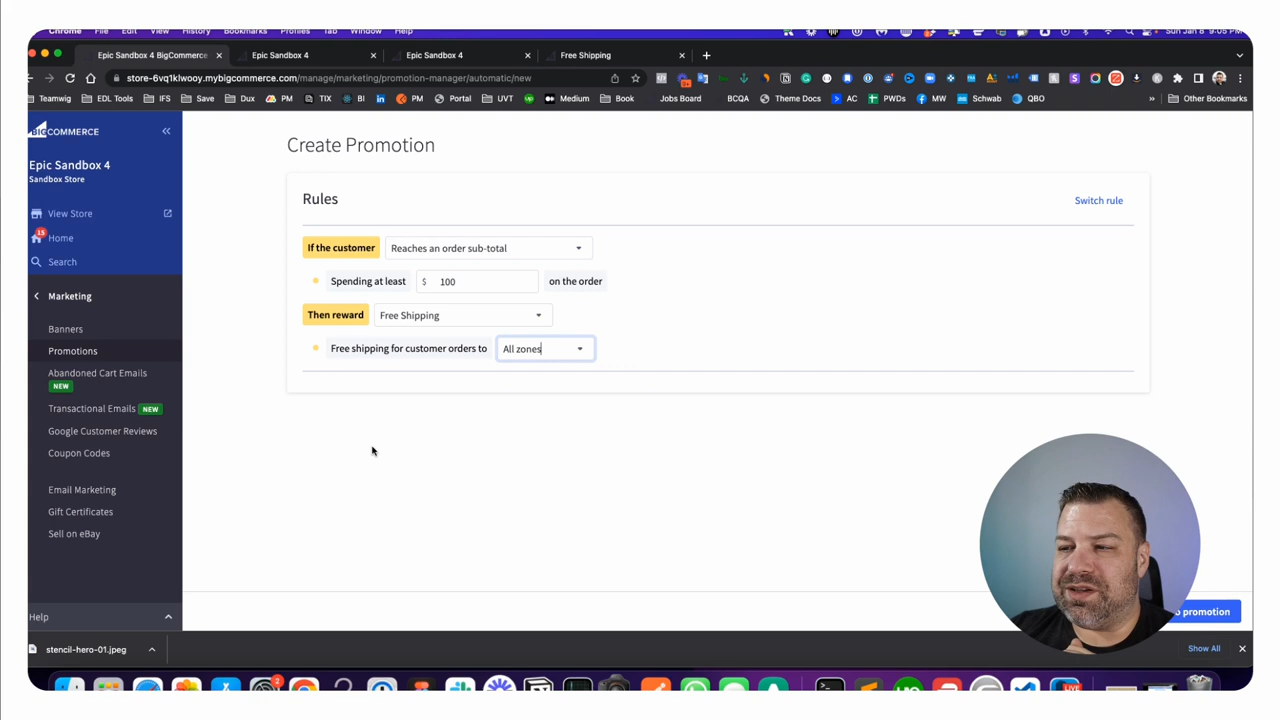 Chrome File Edit View History Bookmarks Profiles Tab Window Help
Sun Jan 8 9:05 PM
Epic Sandbox 4 BigCommerce
Epic Sandbox 4
Epic Sandbox 4
Free Shipping
store-6vq1klwooy.mybigcommerce.com/manage/marketing/promotion-manager/automatic/new
Teamwig EDL Tools IFS Save Dux PM TIX BI PM Portal UVT Medium Book Jobs Board BCQA Theme Docs AC PWDs MW Schwab QBO » Other Bookmarks
BIGCOMMERCE «
Epic Sandbox 4
Sandbox Store
View Store
15
Home
Search
Marketing
Banners
Promotions
Abandoned Cart Emails
NEW
Transactional Emails NEW
Google Customer Reviews
Coupon Codes
Email Marketing
Gift Certificates
Sell on eBay
Help
Create Promotion
Rules
Switch rule
If the customer Reaches an order sub-total
Spending at least $ 100 on the order
Then reward Free Shipping
Free shipping for customer orders to All zones
promotion
stencil-hero-01.jpeg
Show All
2
LIVE